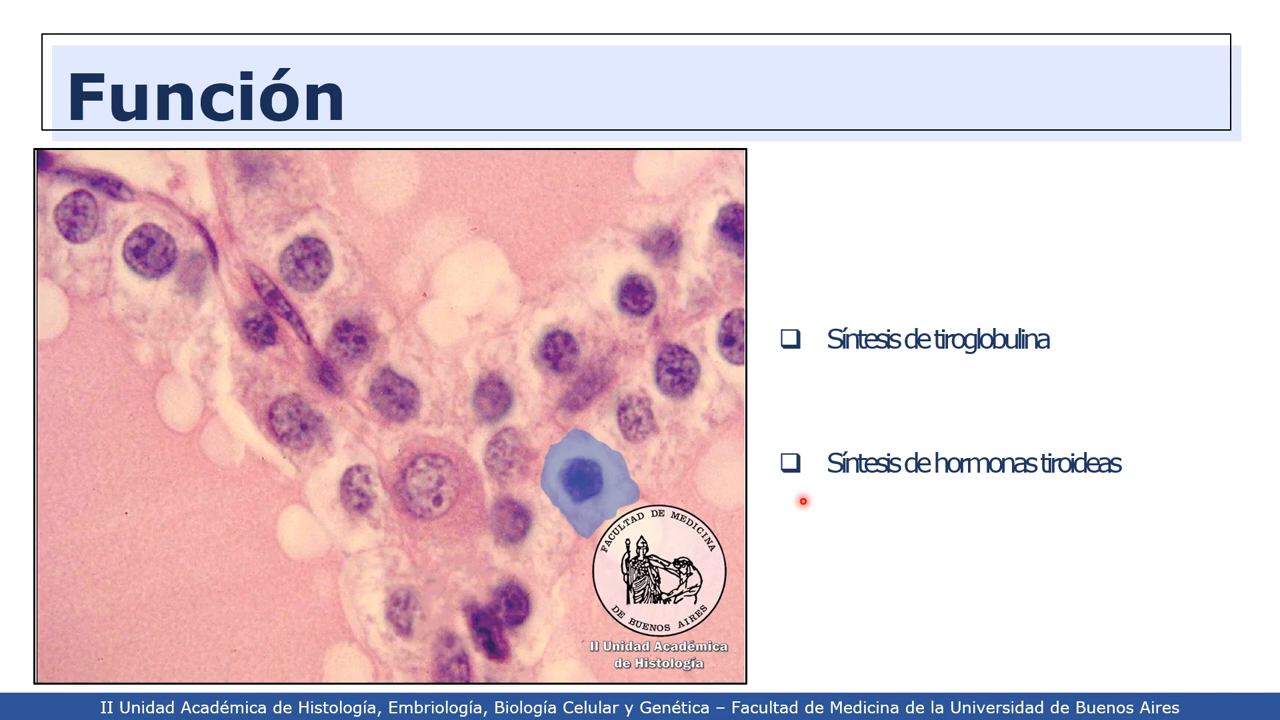 Función
Síntesis de tiroglobulina
Síntesis de hormonas tiroideas
FACULTAD DE MEDICINA
DE BUENOS AIRES
II Unidad Académica
de Histología
II Unidad Académica de Histología, Embriología, Biología Celular y Genética – Facultad de Medicina de la Universidad de Buenos Aires